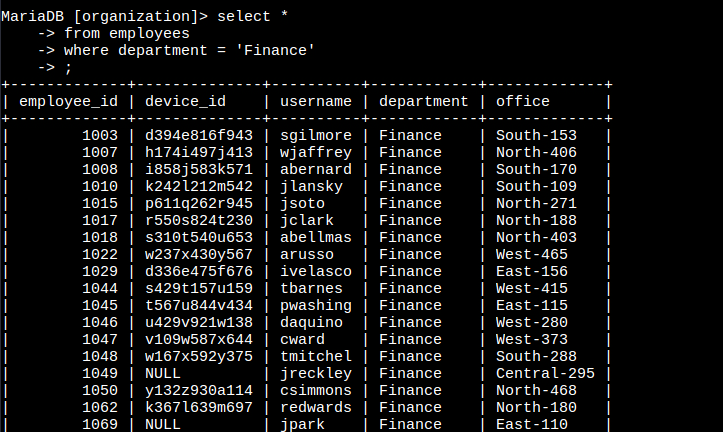 MariaDB [organization]> select *
    -> from employees
    -> where department = 'Finance'
    -> ;
+-------------+--------------+----------+------------+-------------+
| employee_id | device_id    | username | department | office      |
+-------------+--------------+----------+------------+-------------+
|        1003 | d394e816f943 | sgilmore | Finance    | South-153   |
|        1007 | h174i497j413 | wjaffrey | Finance    | North-406   |
|        1008 | i858j583k571 | abernard | Finance    | South-170   |
|        1010 | k242l212m542 | jlansky  | Finance    | South-109   |
|        1015 | p611q262r945 | jsoto    | Finance    | North-271   |
|        1017 | r550s824t230 | jclark   | Finance    | North-188   |
|        1018 | s310t540u653 | abellmas | Finance    | North-403   |
|        1022 | w237x430y567 | arusso   | Finance    | West-465    |
|        1029 | d336e475f676 | ivelasco | Finance    | East-156    |
|        1044 | s429t157u159 | tbarnes  | Finance    | West-415    |
|        1045 | t567u844v434 | pwashing | Finance    | East-115    |
|        1046 | u429v921w138 | daquino  | Finance    | West-280    |
|        1047 | v109w587x644 | cward    | Finance    | West-373    |
|        1048 | w167x592y375 | tmitchel | Finance    | South-288   |
|        1049 | NULL         | jreckley | Finance    | Central-295 |
|        1050 | y132z930a114 | csimmons | Finance    | North-468   |
|        1062 | k367l639m697 | redwards | Finance    | North-180   |
|        1069 | NULL         | jpark    | Finance    | East-110    |